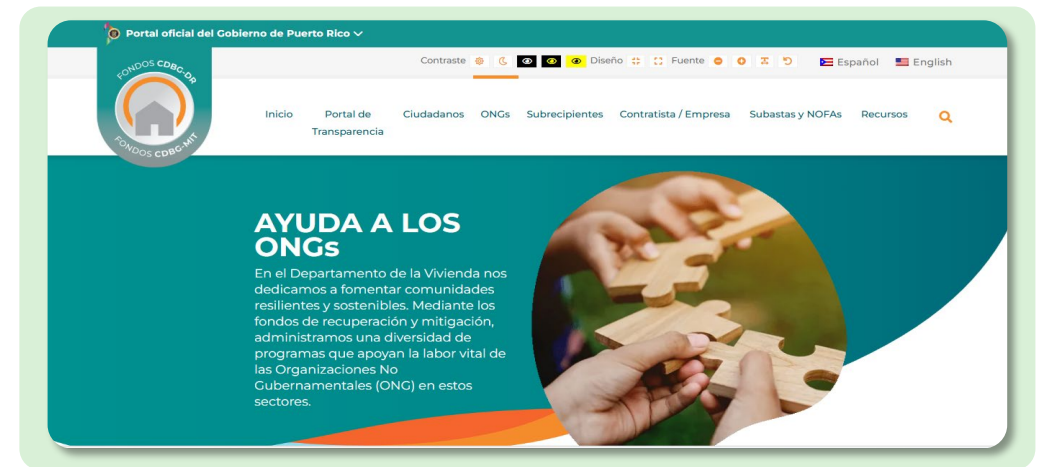 Portal oficial del Gobierno de Puerto Rico
FONDOS CDBG-DR
FONDOS CDBG-MIT
Contraste
Diseño
Fuente
Español
English
Inicio
Portal de
Transparencia
Ciudadanos
ONGs
Subrecipientes
Contratista / Empresa
Subastas y NOFAs
Recursos
AYUDA A LOS
ONGs
En el Departamento de la Vivienda nos
dedicamos a fomentar comunidades
resilientes y sostenibles. Mediante los
fondos de recuperación y mitigación,
administramos una diversidad de
programas que apoyan la labor vital de
las Organizaciones No
Gubernamentales (ONG) en estos
sectores.